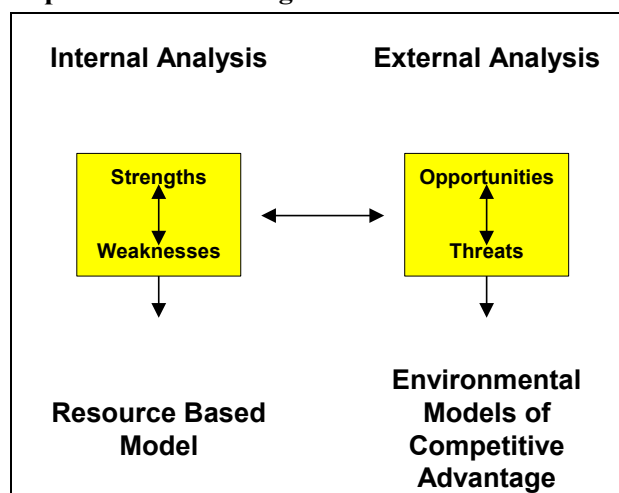 Internal Analysis
External Analysis
Strengths
Weaknesses
Opportunities
Threats
Resource Based
Model
Environmental
Models of
Competitive
Advantage